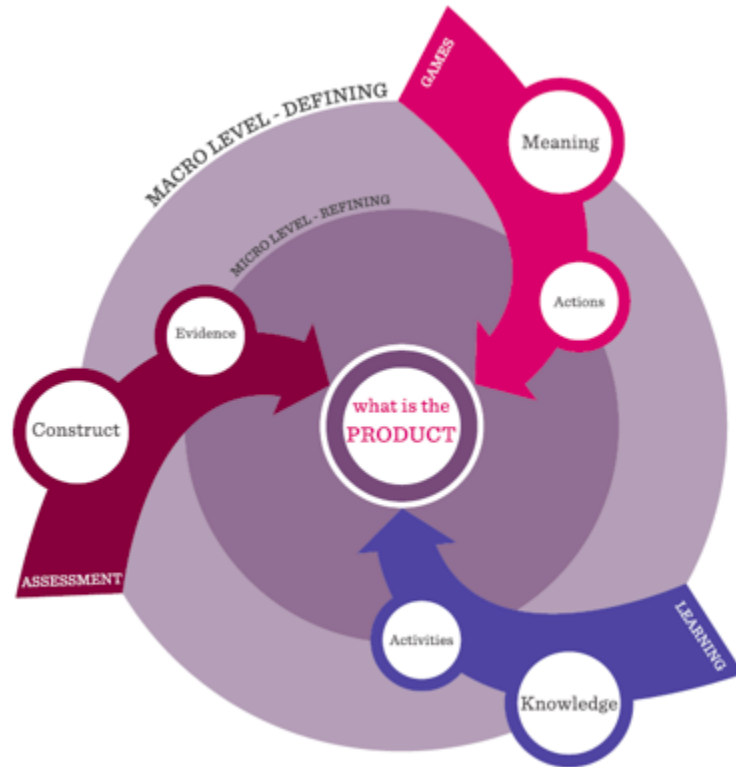 GAMES
MACRO LEVEL - DEFINING
Meaning
MICRO LEVEL - REFINING
Actions
Evidence
what is the
PRODUCT
Construct
ASSESSMENT
LEARNING
Activities
Knowledge